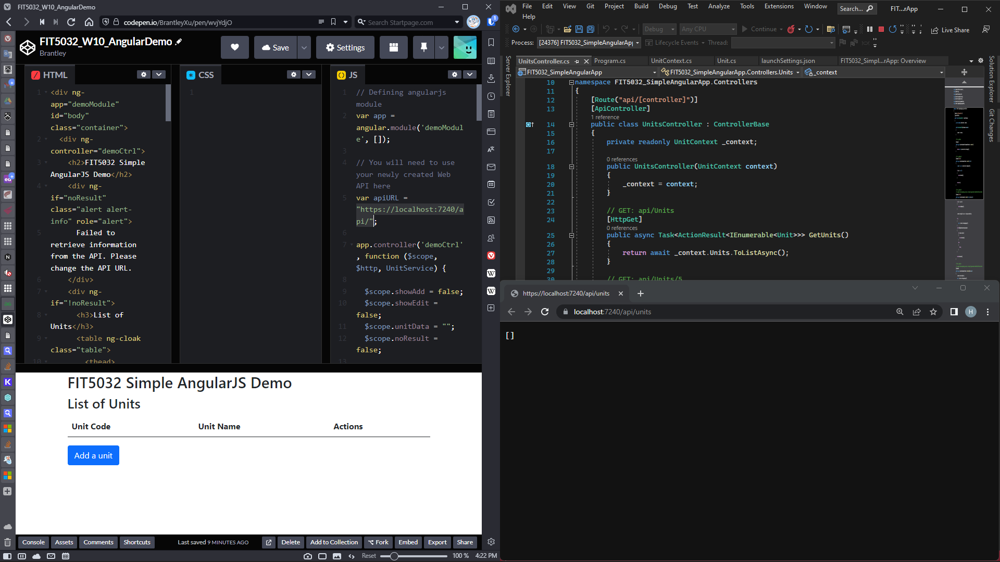 FIT5032_W10_AngularDemo
codepen.io/BrantleyXu/pen/wvjYdjO
Search Startpage.com
1
FIT5032_W10_AngularDemo
Brantley
Save
Settings
HTML
1 <div ng-
app="demoModule"
id="body"
class="container">
2 <div ng-
controller="demoCtrl">
3 <h2>FIT5032 Simple
AngularJS Demo</h2>
4 <div ng-
if="noResult"
class="alert alert-
info" role="alert">
5 Failed to
retrieve information
from the API. Please
change the API URL.
6 </div>
7 <div ng-
if="!noResult">
8 <h3>List of
Units</h3>
9 <table ng-cloak
class="table">
10 <thead>
CSS
1
JS
1 // Defining angularjs
module
2 var app =
angular.module('demoModul
e', []);
3
4 // You will need to use
your newly created Web
API here
5 var apiURL =
"https://localhost:7240/a
pi/";
6
7 app.controller('demoCtrl'
, function ($scope,
$http, UnitService) {
8
9 $scope.showAdd = false;
10 $scope.showEdit =
false;
11 $scope.unitData = "";
12 $scope.noResult =
false;
13
FIT5032 Simple AngularJS Demo
List of Units
Unit Code Unit Name Actions
Add a unit
Console Assets Comments Shortcuts Last saved 9 MINUTES AGO Delete Add to Collection Fork Embed Export Share
Reset 100 % 4:22 PM
File Edit View Git Project Build Debug Test Analyze Tools Extensions Window Search... FIT...rApp
Help
Debug Any CPU Continue Live Share
Process: [24376] FIT5032_SimpleAngularApp Lifecycle Events Thread:
Server Explorer
UnitsController.cs Program.cs UnitContext.cs Unit.cs launchSettings.json FIT5032_Simpl...rApp: Overview
FIT5032_SimpleAngularApp FIT5032_SimpleAngularApp.Controllers.Units _context
Solution Explorer
Git Changes
10 namespace FIT5032_SimpleAngularApp.Controllers
11 {
12 [Route("api/[controller]")]
13 [ApiController]
1 reference
14 public class UnitsController : ControllerBase
15 {
16 private readonly UnitContext _context;
17
0 references
18 public UnitsController(UnitContext context)
19 {
20 _context = context;
21 }
22
23 // GET: api/Units
24 [HttpGet]
0 references
25 public async Task<ActionResult<IEnumerable<Unit>>> GetUnits()
26 {
27 return await _context.Units.ToListAsync();
28 }
29
30 // GET: api/Units/5
https://localhost:7240/api/units
localhost:7240/api/units
H
[]